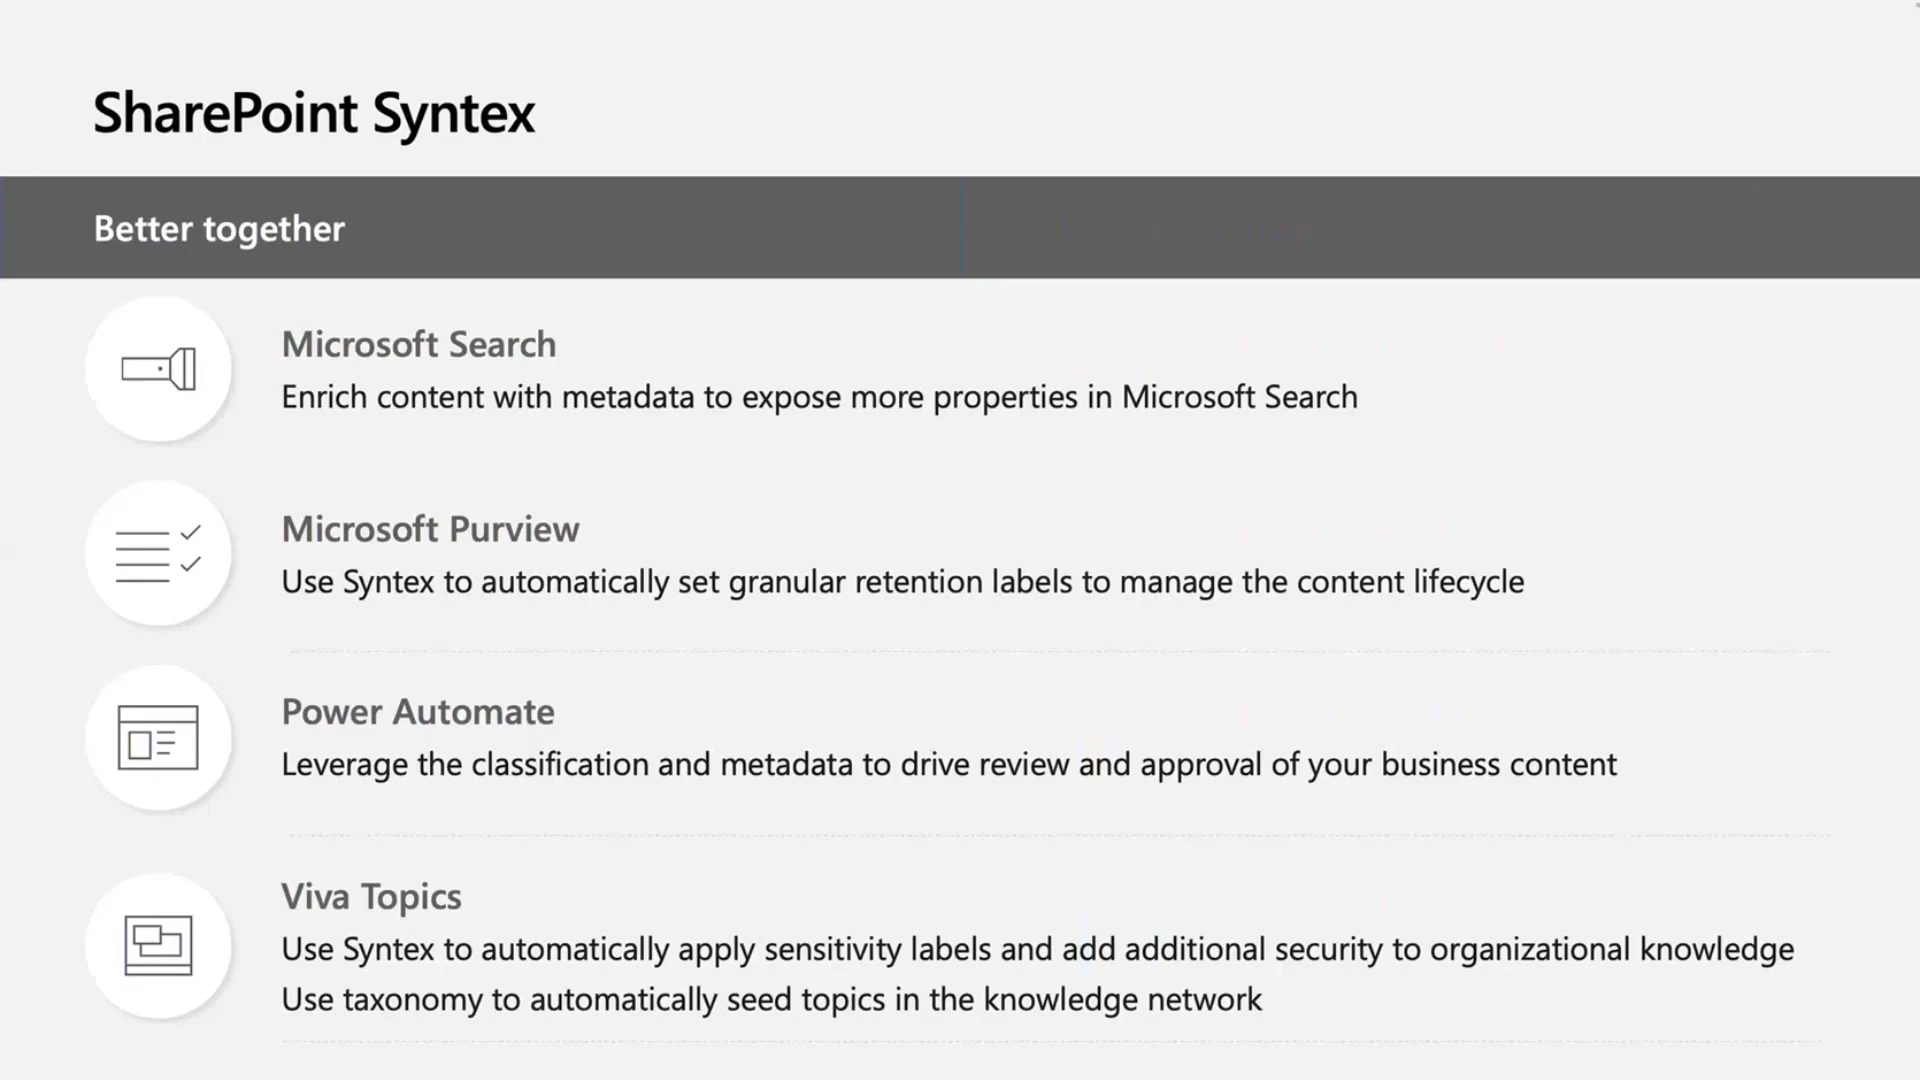 SharePoint Syntex
Better together
Microsoft Search
Enrich content with metadata to expose more properties in Microsoft Search
Microsoft Purview
Use Syntex to automatically set granular retention labels to manage the content lifecycle
Power Automate
Leverage the classification and metadata to drive review and approval of your business content
Viva Topics
Use Syntex to automatically apply sensitivity labels and add additional security to organizational knowledge
Use taxonomy to automatically seed topics in the knowledge network